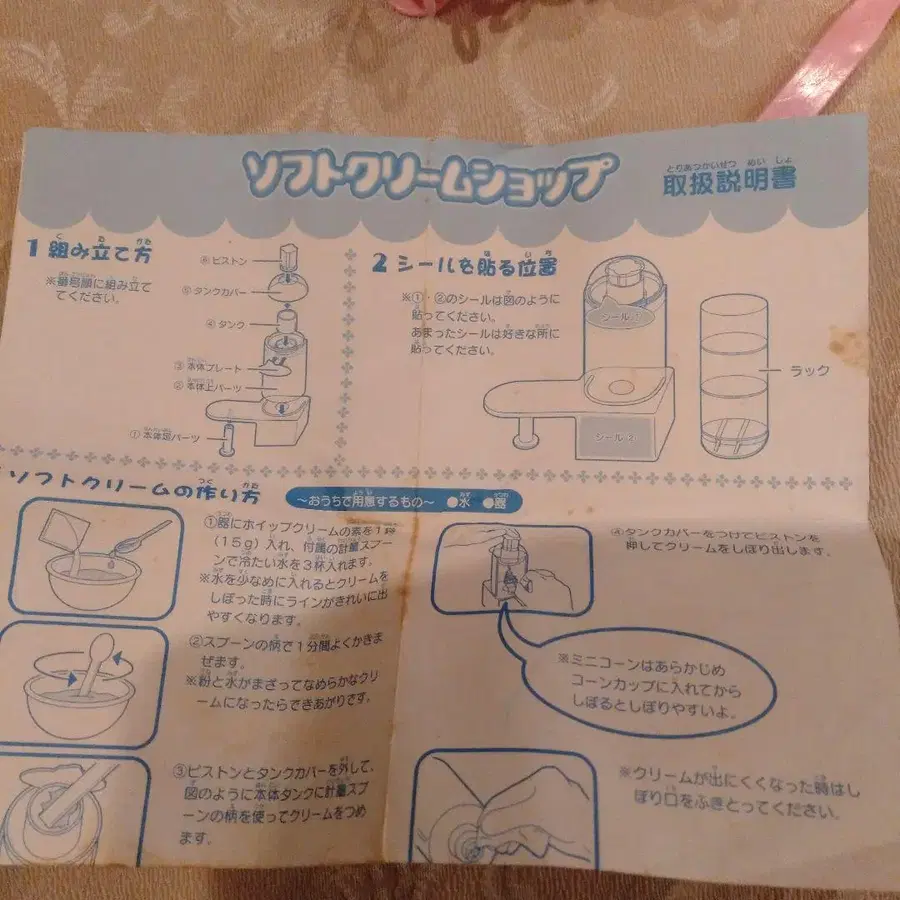 ソフトクリームショップ
とりあつかいせつ めいしょ
取扱説明書
1 組み立て方
※番号順に組み立て
てください。
⑥ピストン
⑤タンクカバー
④タンク
③本体プレート
②本体上パーツ
①本体足パーツ
2 シールを貼る位置
※①・②のシールは図のように
貼ってください。
あまったシールは好きな所に
貼ってください。
シール 1
シール 2
ラック
ソフトクリームの作り方
～おうちで用意するもの～ ●水 ●器
①器にホイップクリームの素を1
(15g)入れ、付属の計量スプー
ンで冷たい水を3杯入れます。
※水を少なめに入れるとクリームを
しぼった時にラインがきれいに出
やすくなります。
②スプーンの柄で1分間よくかきま
ぜます。
※粉と水がまざってなめらかなクリ
ームになったらできあがりです。
③ピストンとタンクカバーを外して、
図のように本体タンクに計量スプ
ーンの柄を使ってクリームをつめ
ます。
④タンクカバーをつけてピストンを
押してクリームをしぼり出します。
※ミニコーンはあらかじめ
コーンカップに入れてから
しぼるとしぼりやすいよ。
※クリームが出にくくなった時はし
ぼり口をふきとってください。